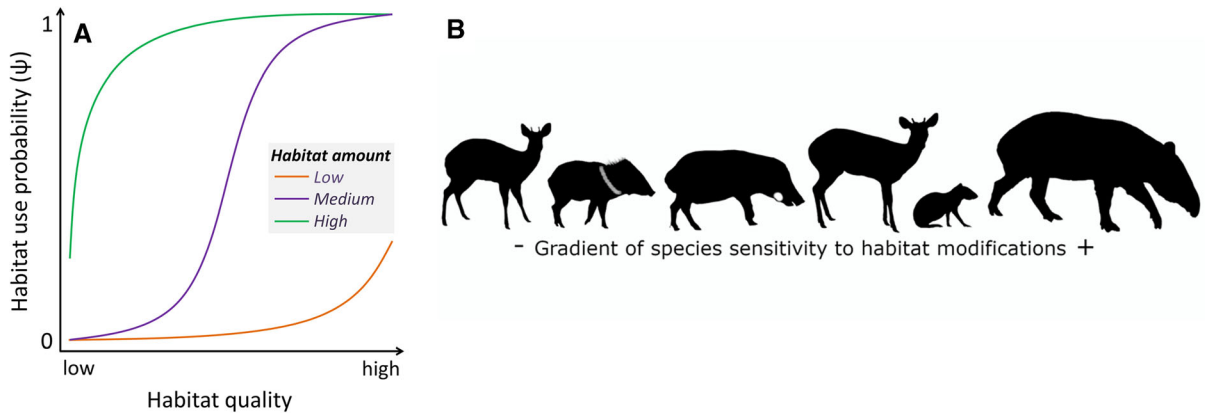 A
Habitat use probability (ψ)
1
0
Habitat amount
Low
Medium
High
low
high
Habitat quality
B
- Gradient of species sensitivity to habitat modifications +